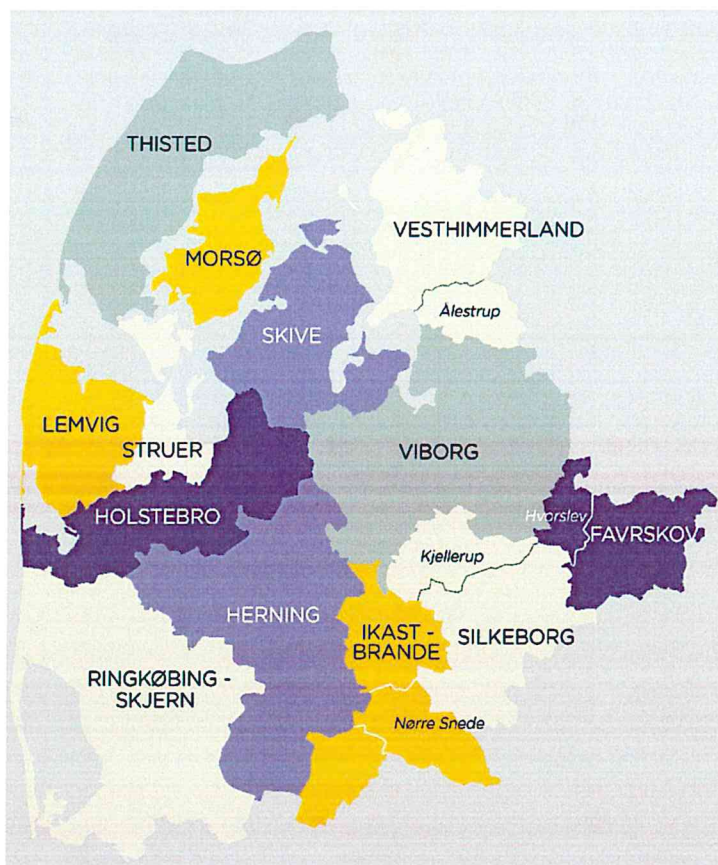 THISTED
VESTHIMMERLAND
MORSØ
Ålestrup
SKIVE
LEMVIG
STRUER
VIBORG
HOLSTEBRO
Hvorslev
FAVRSKOV
Kjellerup
HERNING
IKAST -
BRANDE
SILKEBORG
RINGKØBING -
SKJERN
Nørre Snede